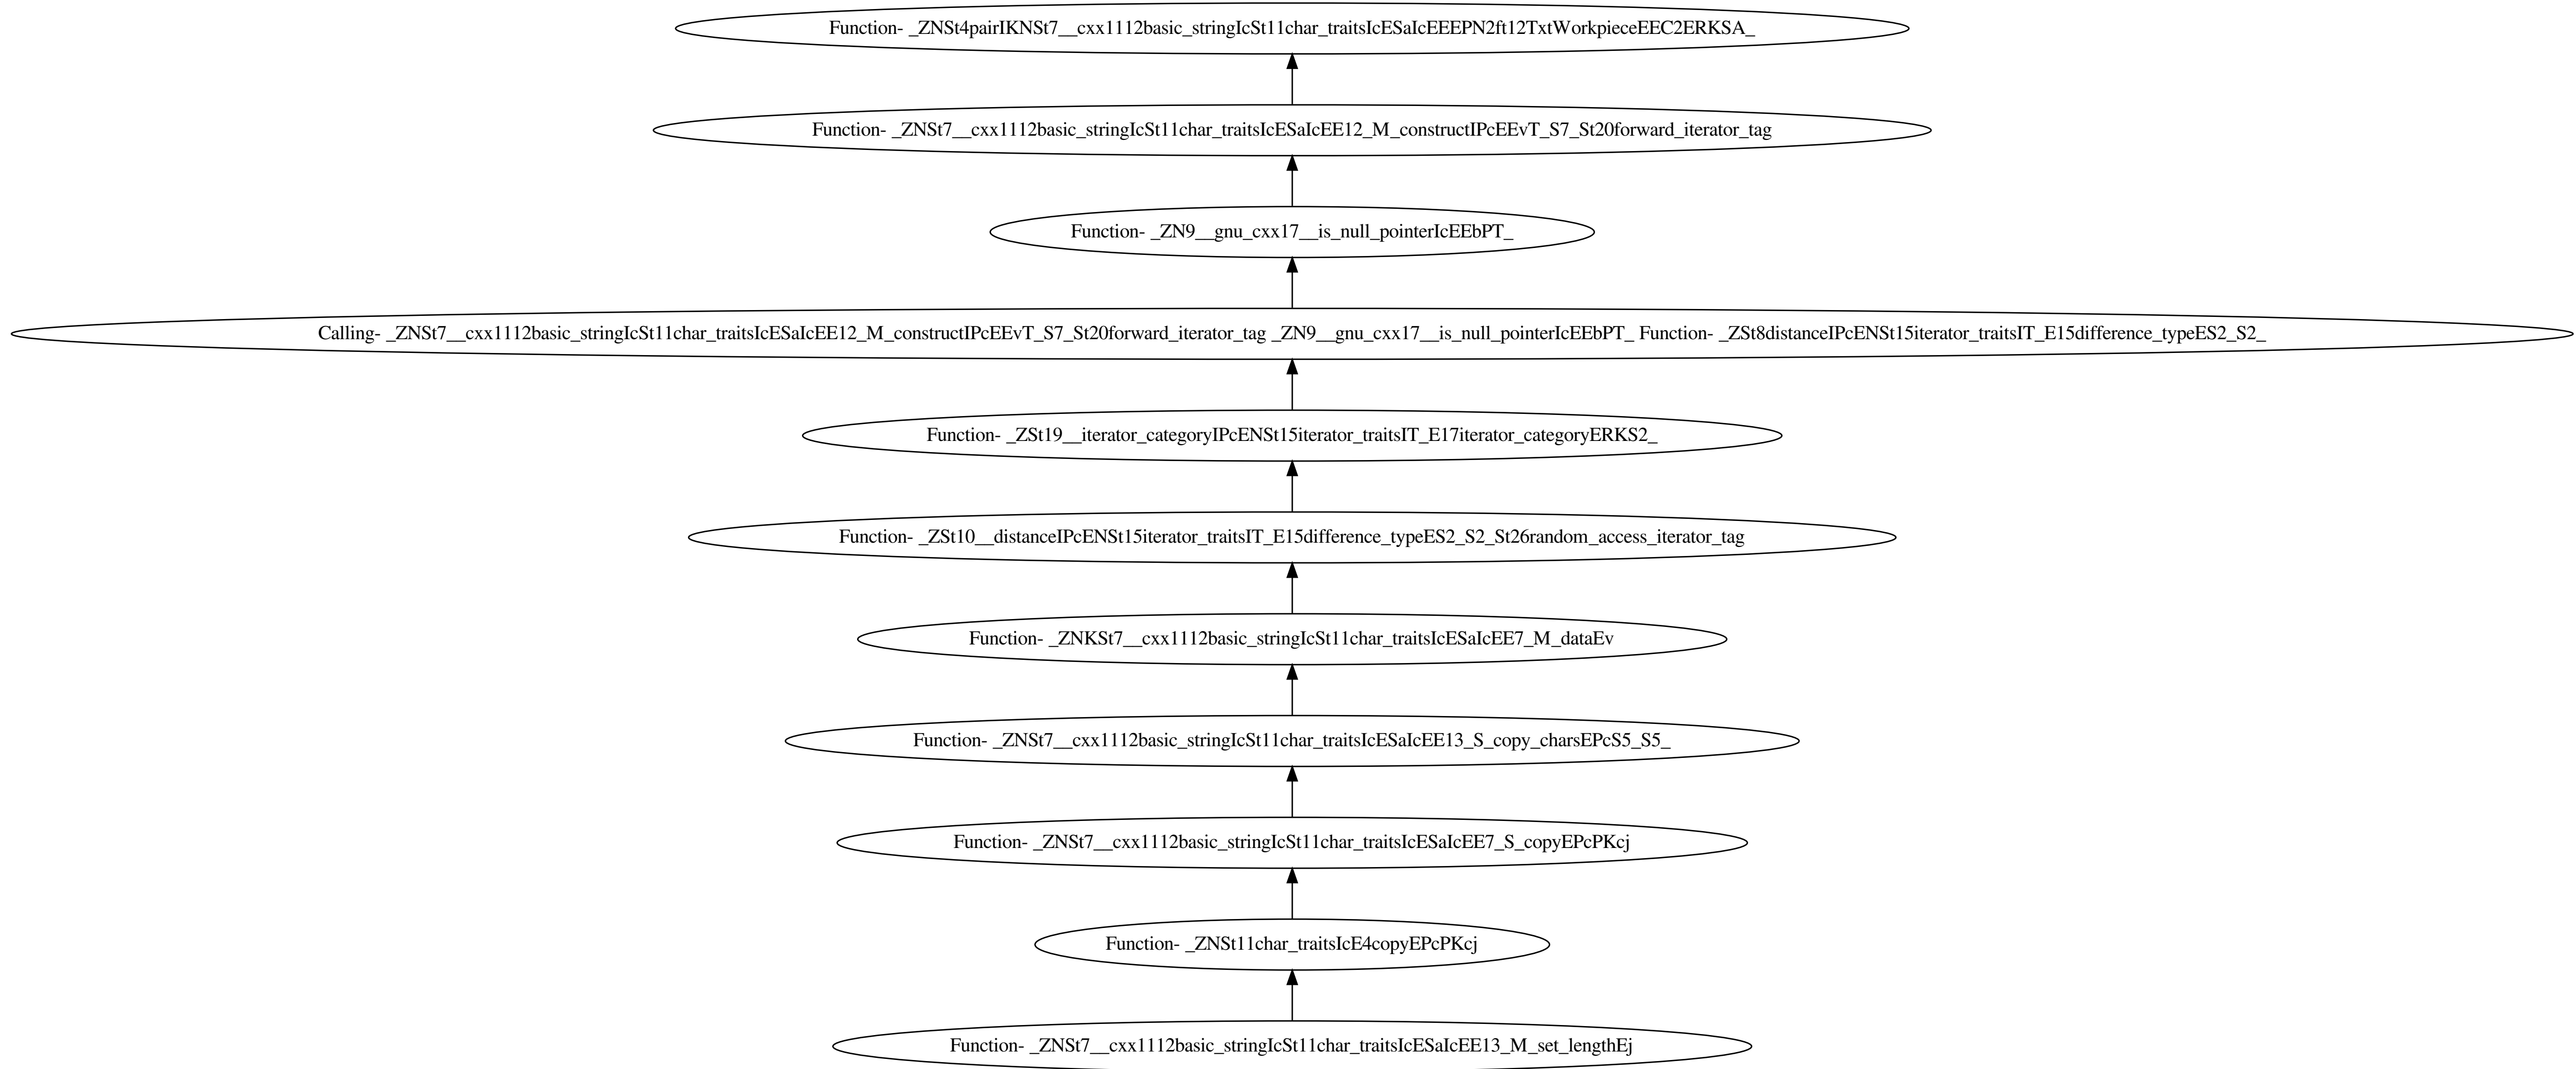 Function- _ZNSt4pairIKNSt7__cxx1112basic_stringIcSt11char_traitsIcESaIcEEEPN2ft12TxtWorkpieceEEC2ERKSA_
Function- _ZNSt7__cxx1112basic_stringIcSt11char_traitsIcESaIcEE12_M_constructIPcEEvT_S7_St20forward_iterator_tag
Function- _ZN9__gnu_cxx17__is_null_pointerIcEEbPT_
Calling- _ZNSt7__cxx1112basic_stringIcSt11char_traitsIcESaIcEE12_M_constructIPcEEvT_S7_St20forward_iterator_tag _ZN9__gnu_cxx17__is_null_pointerIcEEbPT_ Function- _ZSt8distanceIPcENSt15iterator_traitsIT_E15difference_typeES2_S2_
Function- _ZSt19__iterator_categoryIPcENSt15iterator_traitsIT_E17iterator_categoryERKS2_
Function- _ZSt10__distanceIPcENSt15iterator_traitsIT_E15difference_typeES2_S2_St26random_access_iterator_tag
Function- _ZNKSt7__cxx1112basic_stringIcSt11char_traitsIcESaIcEE7_M_dataEv
Function- _ZNSt7__cxx1112basic_stringIcSt11char_traitsIcESaIcEE13_S_copy_charsEPcS5_S5_
Function- _ZNSt7__cxx1112basic_stringIcSt11char_traitsIcESaIcEE7_S_copyEPcPKcj
Function- _ZNSt11char_traitsIcE4copyEPcPKcj
Function- _ZNSt7__cxx1112basic_stringIcSt11char_traitsIcESaIcEE13_M_set_lengthEj